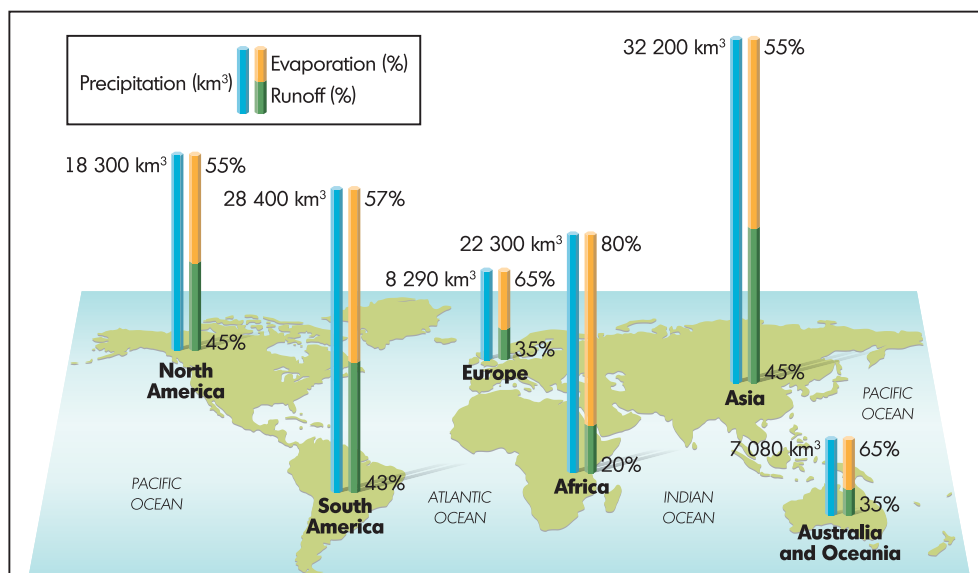 Precipitation (km³)
Evaporation (%)
Runoff (%)
18 300 km³
55%
45%
North
America
28 400 km³
57%
43%
South
America
8 290 km³
65%
35%
Europe
22 300 km³
80%
20%
Africa
32 200 km³
55%
45%
Asia
7 080 km³
65%
35%
Australia
and Oceania
PACIFIC
OCEAN
ATLANTIC
OCEAN
INDIAN
OCEAN
PACIFIC
OCEAN